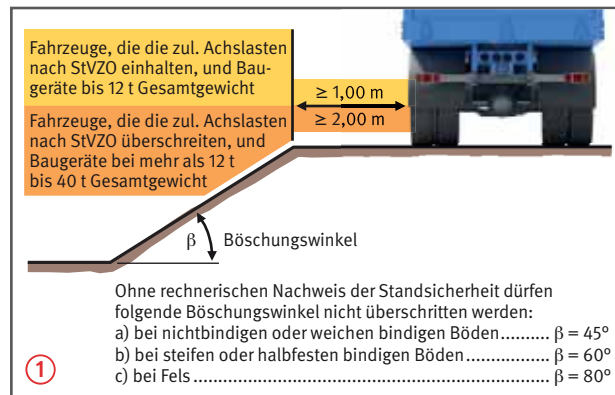 Fahrzeuge, die die zul. Achslasten
nach StVZO einhalten, und Bau-
geräte bis 12 t Gesamtgewicht
≥ 1,00 m
Fahrzeuge, die die zul. Achslasten
nach StVZO überschreiten, und
Baugeräte bei mehr als 12 t
bis 40 t Gesamtgewicht
≥ 2,00 m
β Böschungswinkel
Ohne rechnerischen Nachweis der Standsicherheit dürfen
folgende Böschungswinkel nicht überschritten werden:
a) bei nichtbindigen oder weichen bindigen Böden.......... β = 45°
b) bei steifen oder halbfesten bindigen Böden................ β = 60°
c) bei Fels.................................................................... β = 80°
1